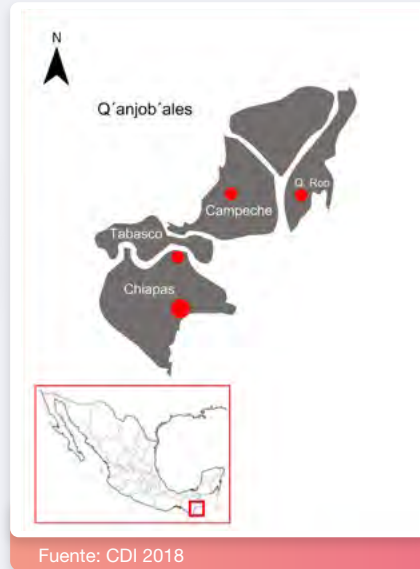 N
Q´anjob´ales
Q. Roo
Campeche
Tabasco
Chiapas
Fuente: CDI 2018